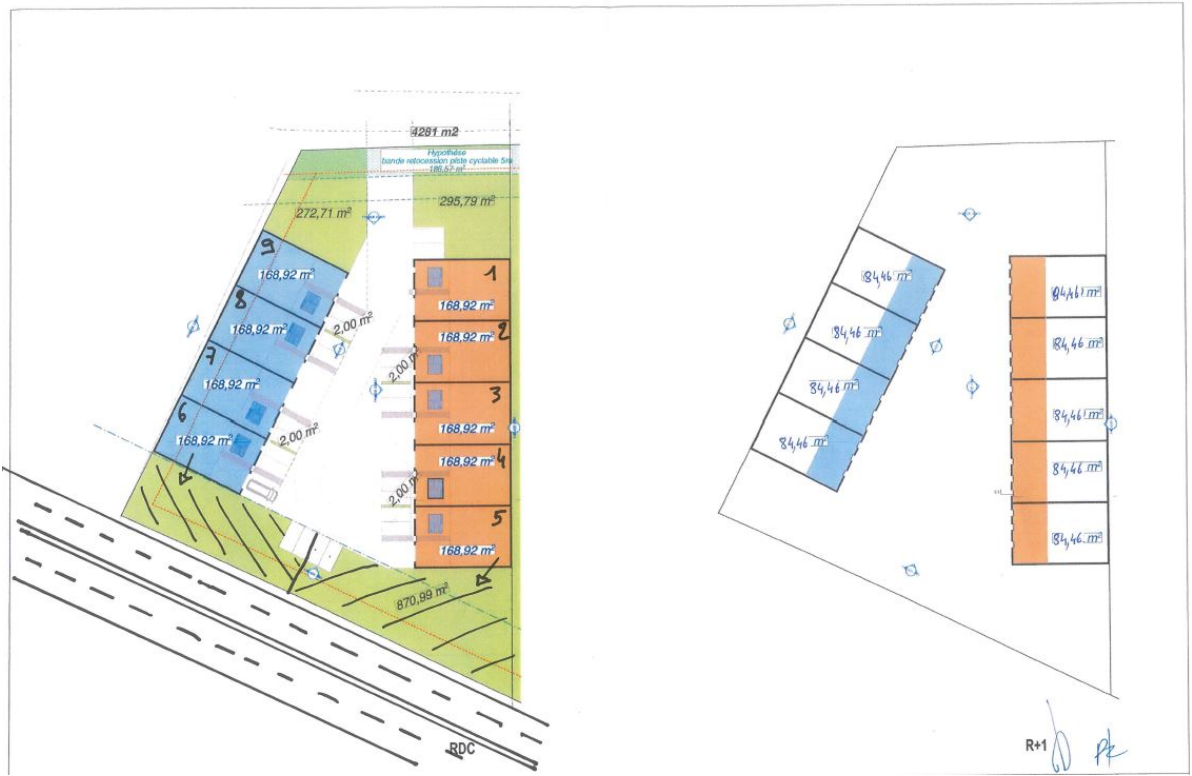 4281 m2
Hypothèse
bande retocession piste cyclable 5m
186,57 m²
272,71 m²
295,79 m²
9
168,92 m²
8
168,92 m²
7
168,92 m²
6
168,92 m²
2,00 m²
2,00 m²
1
168,92 m²
2
168,92 m²
3
168,92 m²
4
168,92 m²
5
168,92 m²
2,00 m²
2,00 m²
870,99 m²
RDC
84,46 m²
84,46 m²
84,46 m²
84,46 m²
84,46 m²
84,46 m²
84,46 m²
84,46 m²
84,46 m²
R+1